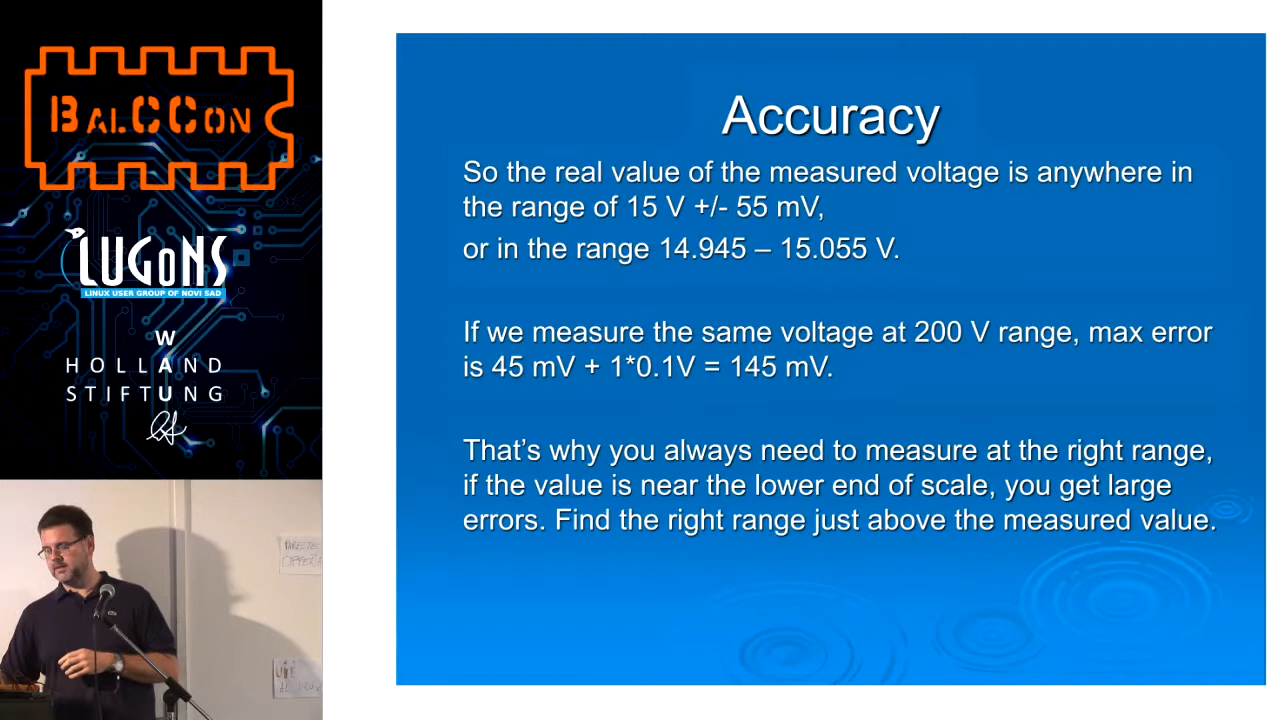 BALCCON
LUGoNS
LINUX USER GROUP OF NOVI SAD
W
HOLLAND
STIFTUNG
Accuracy
So the real value of the measured voltage is anywhere in
the range of 15 V +/- 55 mV,
or in the range 14.945 – 15.055 V.
If we measure the same voltage at 200 V range, max error
is 45 mV + 1*0.1V = 145 mV.
That's why you always need to measure at the right range,
if the value is near the lower end of scale, you get large
errors. Find the right range just above the measured value.